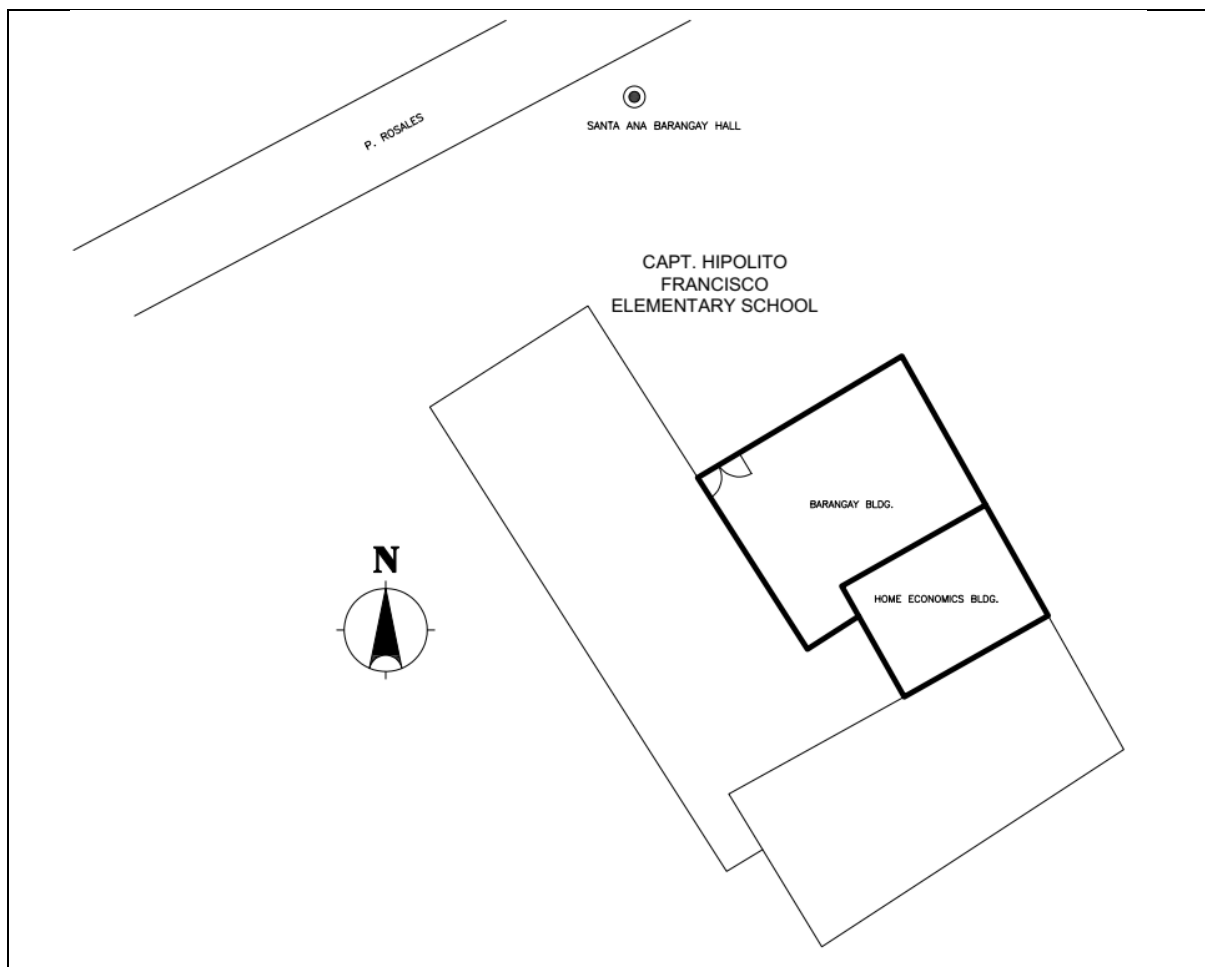 P. ROSALES
SANTA ANA BARANGAY HALL
CAPT. HIPOLITO
FRANCISCO
ELEMENTARY SCHOOL
BARANGAY BLDG.
N
HOME ECONOMICS BLDG.